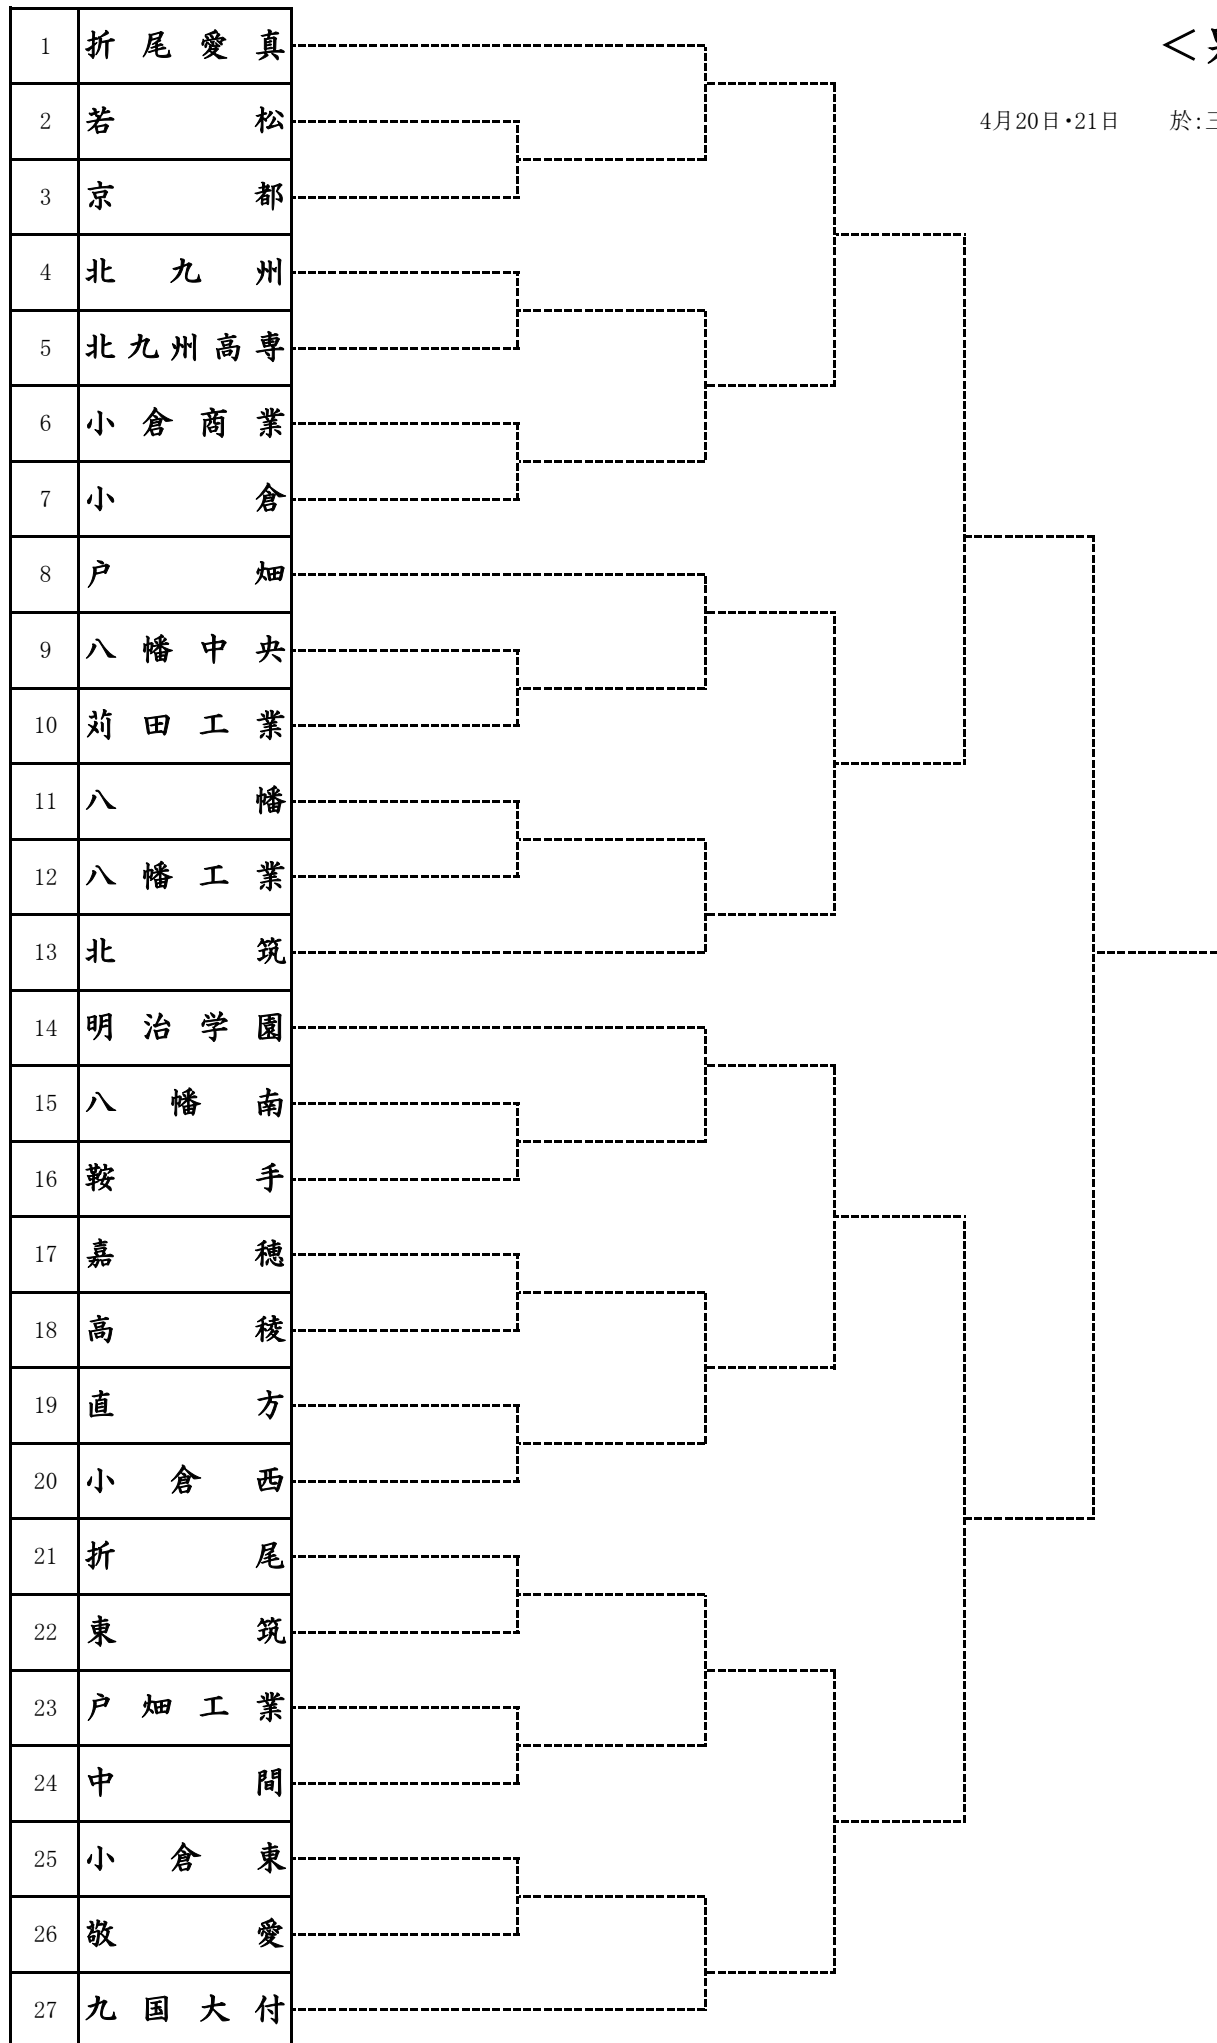 1 折尾愛真
<
4月20日・21日 於:三
2 若松
3 京都
4 北九州
5 北九州高専
6 小倉商業
7 小倉
8 戸畑
9 八幡中央
10 苅田工業
11 八幡
12 八幡工業
13 北筑
14 明治学園
15 八幡南
16 鞍手
17 嘉穂
18 高稜
19 直方
20 小倉西
21 折尾
22 東筑
23 戸畑工業
24 中間
25 小倉東
26 敬愛
27 九国大付